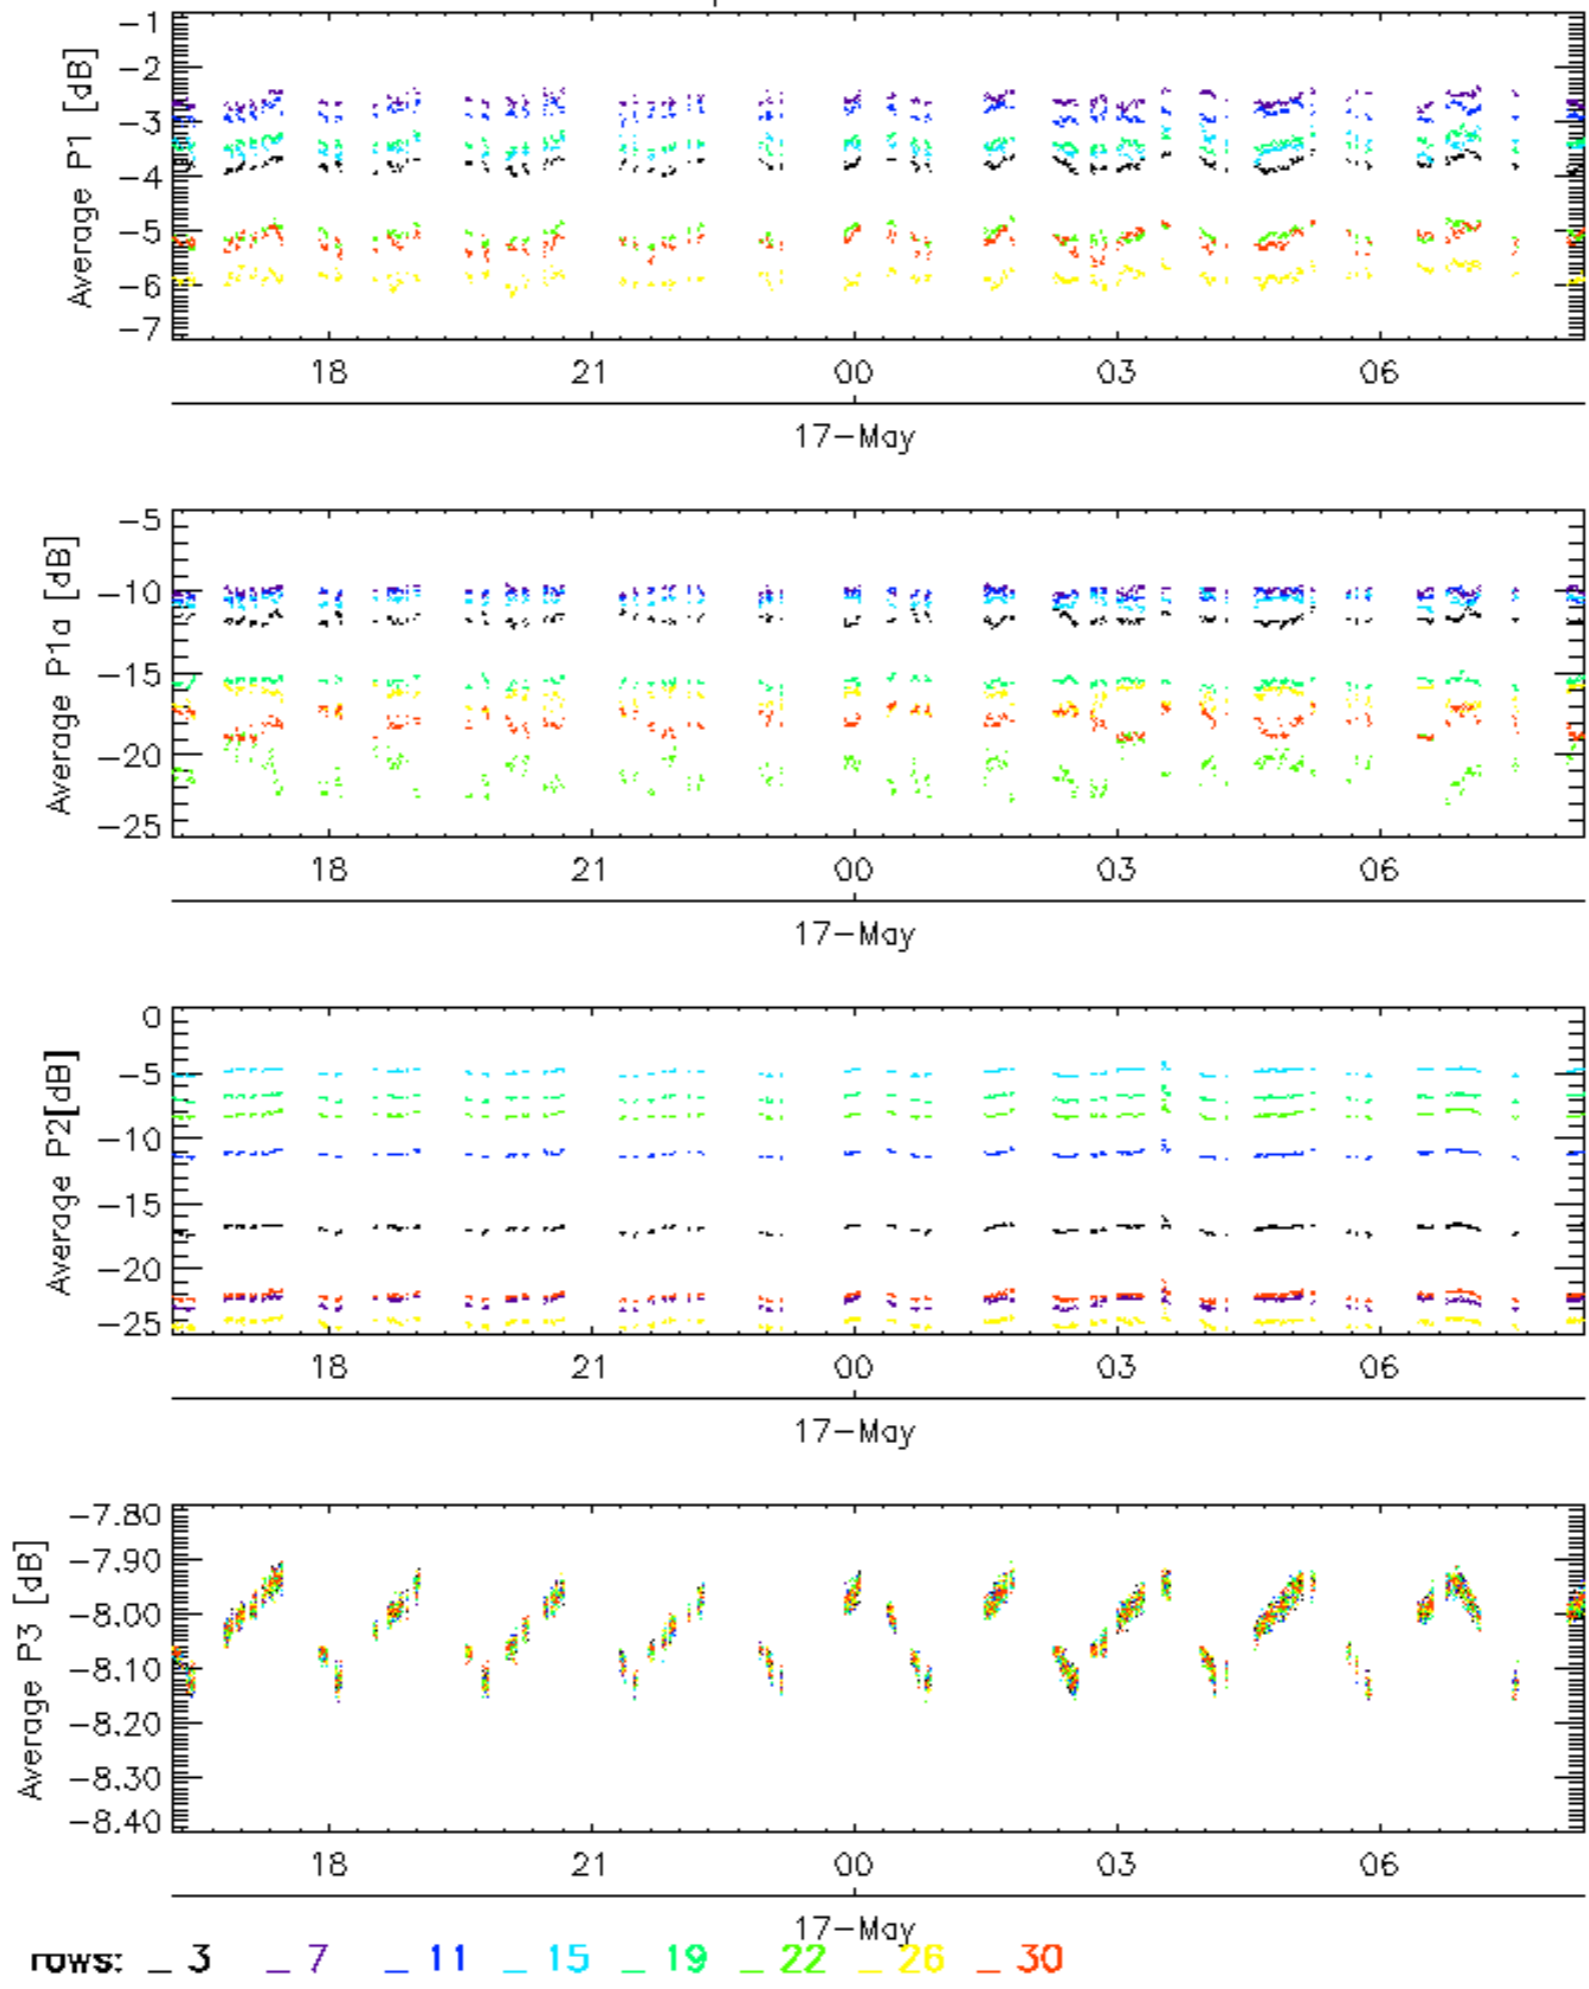 Average P1 [dB]
-1
-2
-3
-4
-5
-6
-7
18 21 00 03 06
17-May
Average P1a [dB]
-5
-10
-15
-20
-25
18 21 00 03 06
17-May
Average P2[dB]
0
-5
-10
-15
-20
-25
18 21 00 03 06
17-May
Average P3 [dB]
-7.80
-7.90
-8.00
-8.10
-8.20
-8.30
-8.40
18 21 00 03 06
17-May
rows: _ 3 _ 7 _ 11 _ 15 _ 19 _ 22 _ 26 _ 30